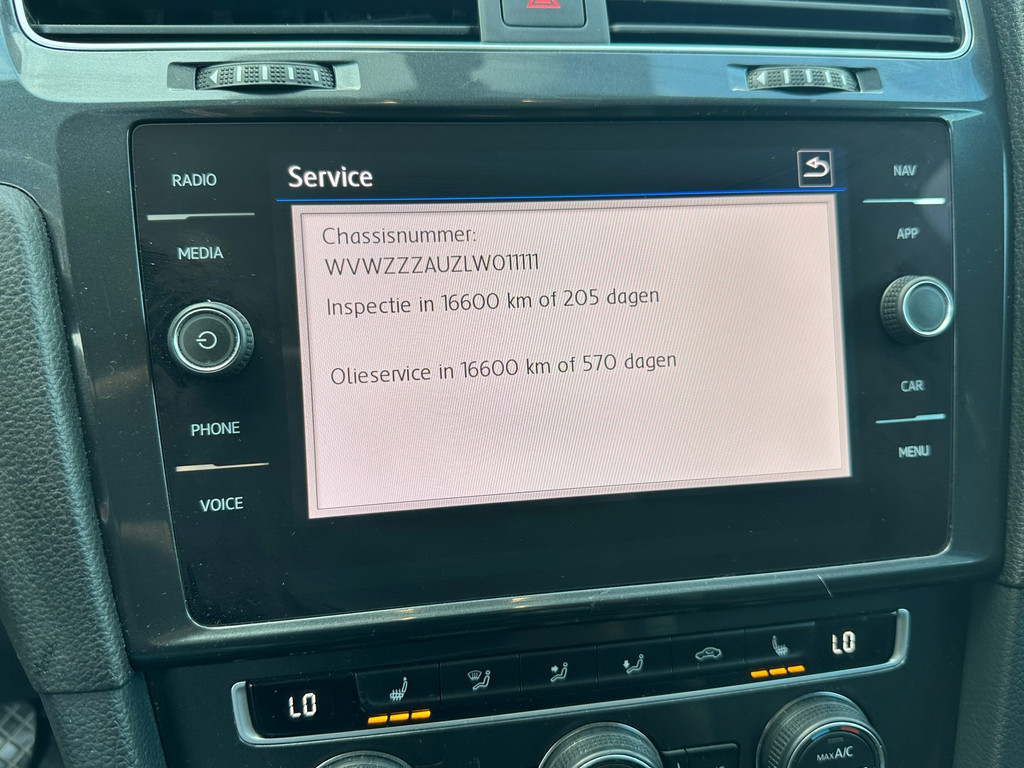 RADIO
MEDIA
PHONE
VOICE
Service
Chassisnummer:
WVWZZZAUZLW011111
Inspectie in 16600 km of 205 dagen
Olieservice in 16600 km of 570 dagen
NAV
APP
CAR
MENU
LO
LO
MAX A/C